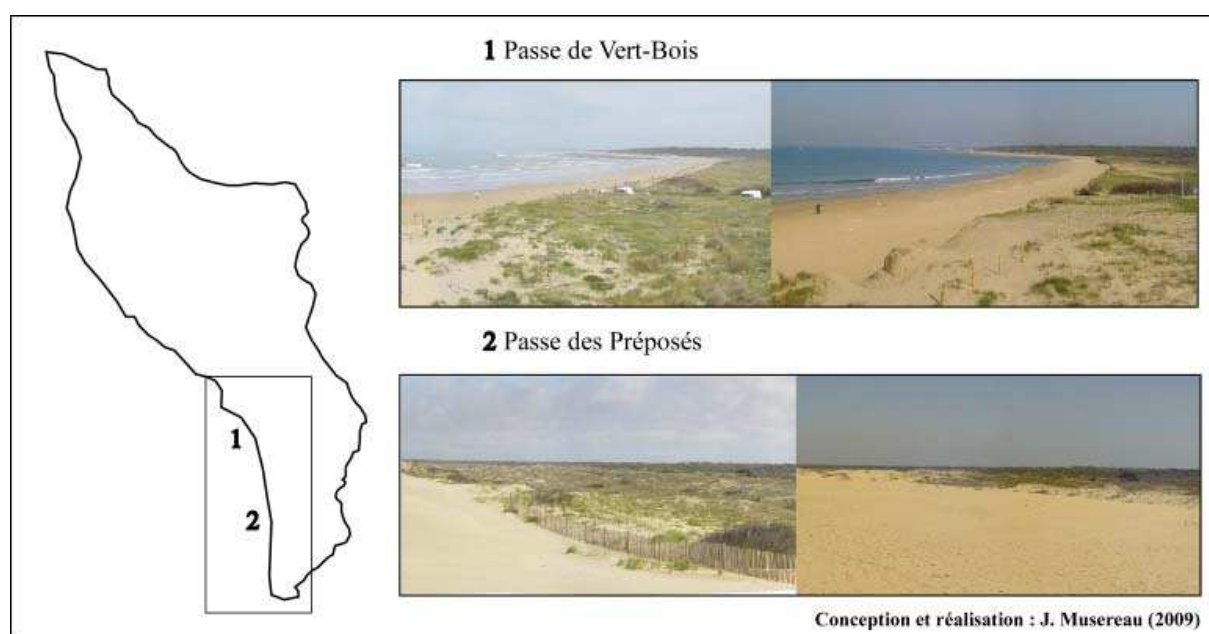 1 Passe de Vert-Bois
2 Passe des Préposés
1
2
Conception et réalisation : J. Musereau (2009)